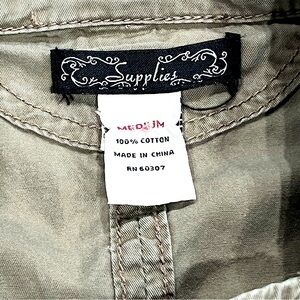 Supplies
MEDIUM
100% COTTON
MADE IN CHINA
RN 60307